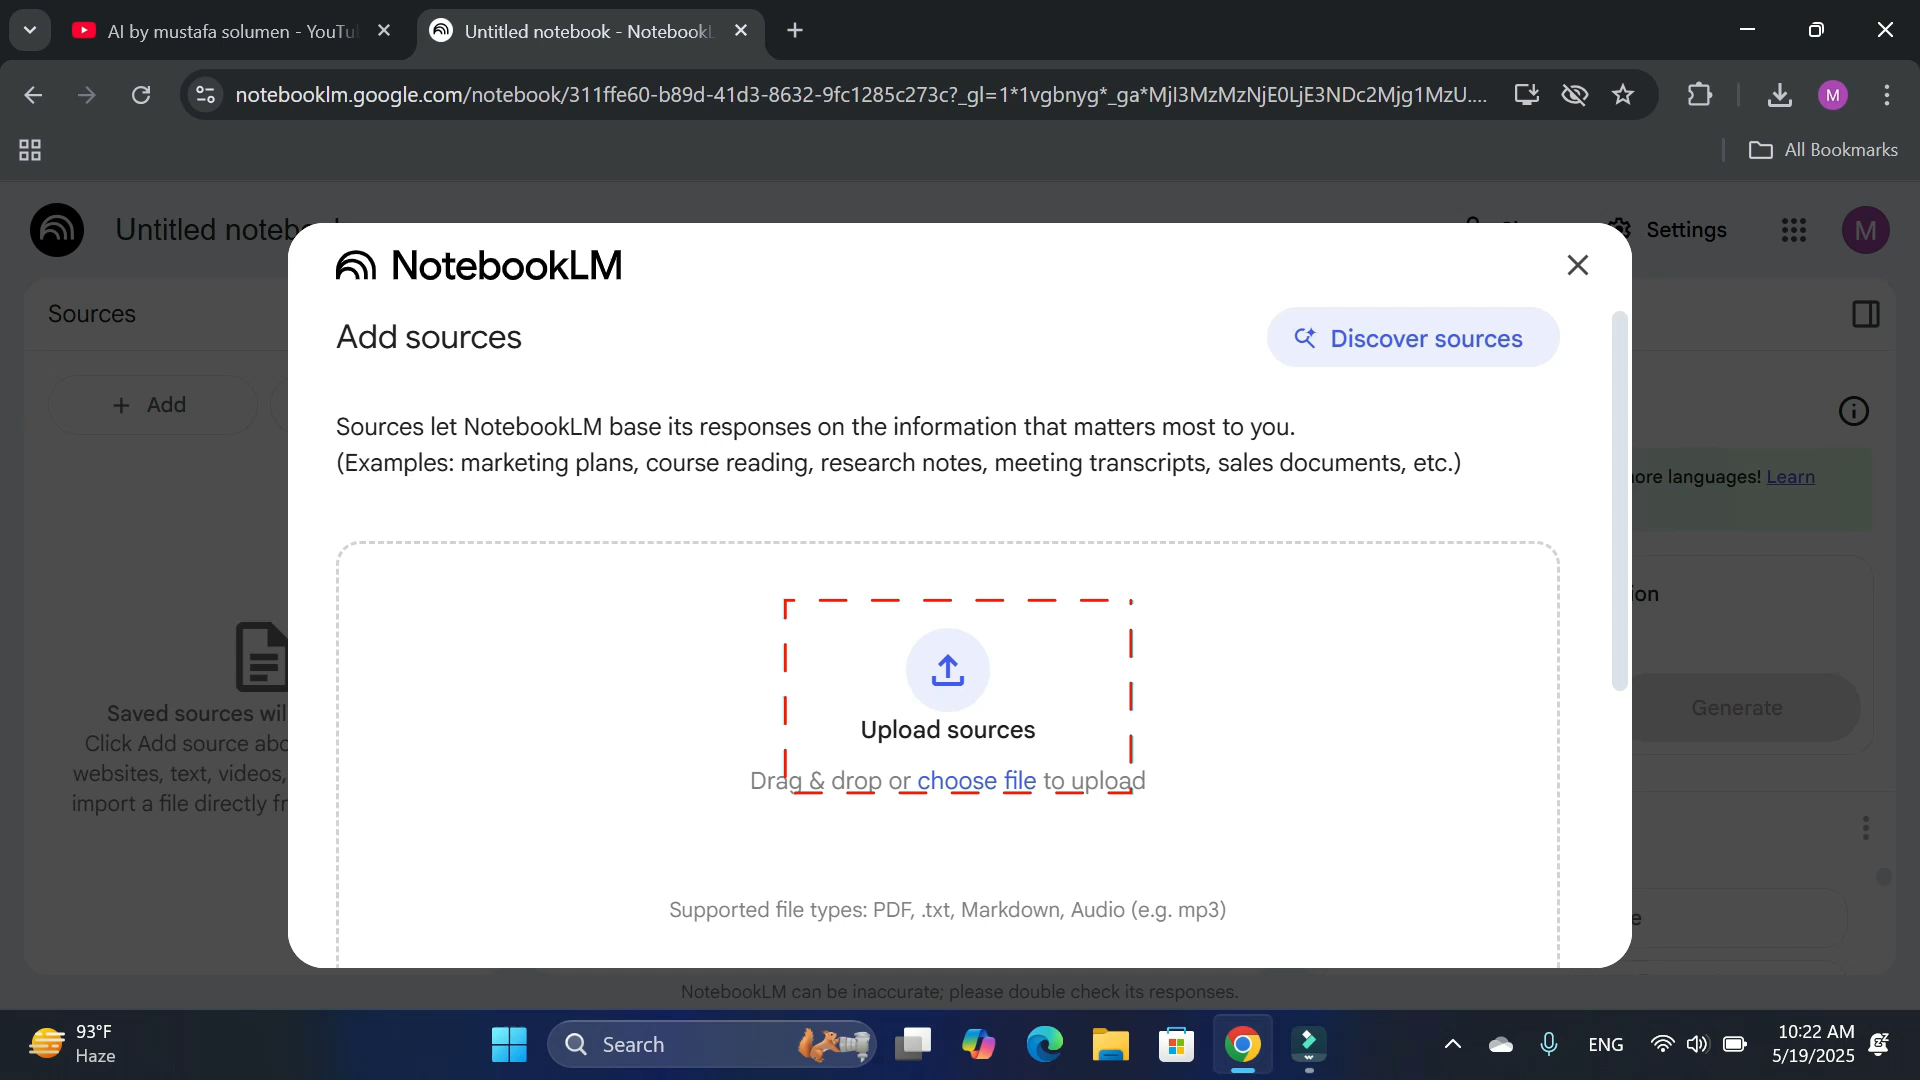 AI by mustafa solumen - YouTu
Untitled notebook - NotebookL
notebooklm.google.com/notebook/311ffe60-b89d-41d3-8632-9fc1285c273c?_gl=1*1vgbnyg*_ga*MjI3MzMzNjE0LjE3NDc2Mjg1MzU....
M
All Bookmarks
Untitled noteb
Settings
M
NotebookLM
Sources
Add sources
Discover sources
+ Add
Sources let NotebookLM base its responses on the information that matters most to you.
(Examples: marketing plans, course reading, research notes, meeting transcripts, sales documents, etc.)
ore languages! Learn
ion
Saved sources wil
Click Add source abo
websites, text, videos,
import a file directly fr
Upload sources
Drag & drop or choose file to upload
Generate
Supported file types: PDF, .txt, Markdown, Audio (e.g. mp3)
e
NotebookLM can be inaccurate; please double check its responses.
93°F
Haze
Search
ENG
10:22 AM
5/19/2025